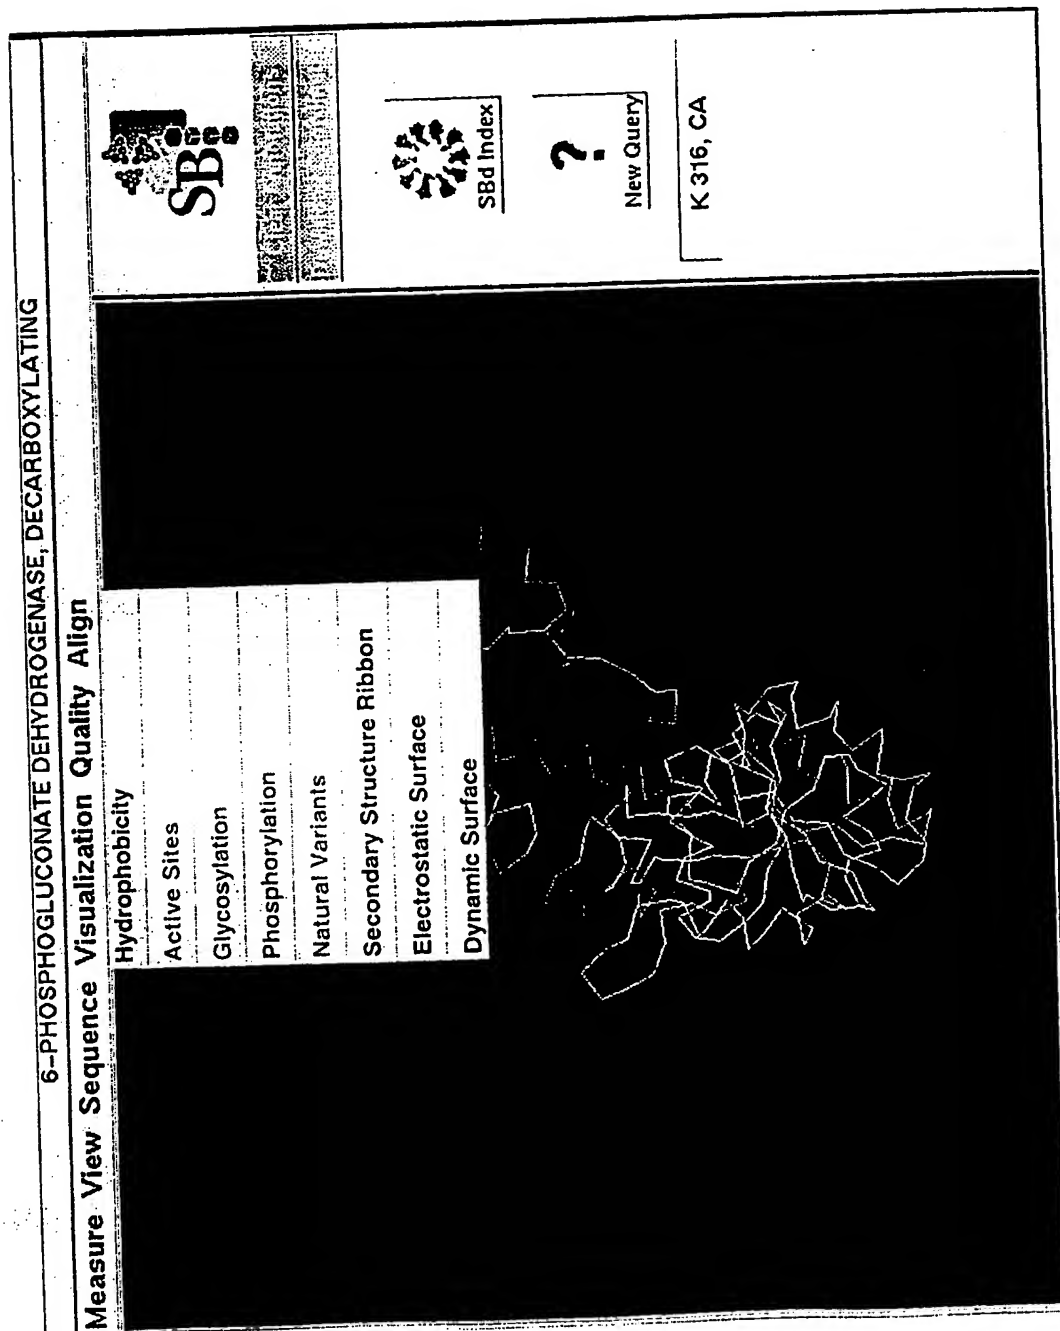 6-PHOSPHOGLUCONATE DEHYDROGENASE, DECARBOXYLATING
Measure View Sequence Visualization Quality Align
Hydrophobicity
Active Sites
Glycosylation
Phosphorylation
Natural Variants
Secondary Structure Ribbon
Electrostatic Surface
Dynamic Surface
SB
SBd Index
?
New Query
K 316, CA